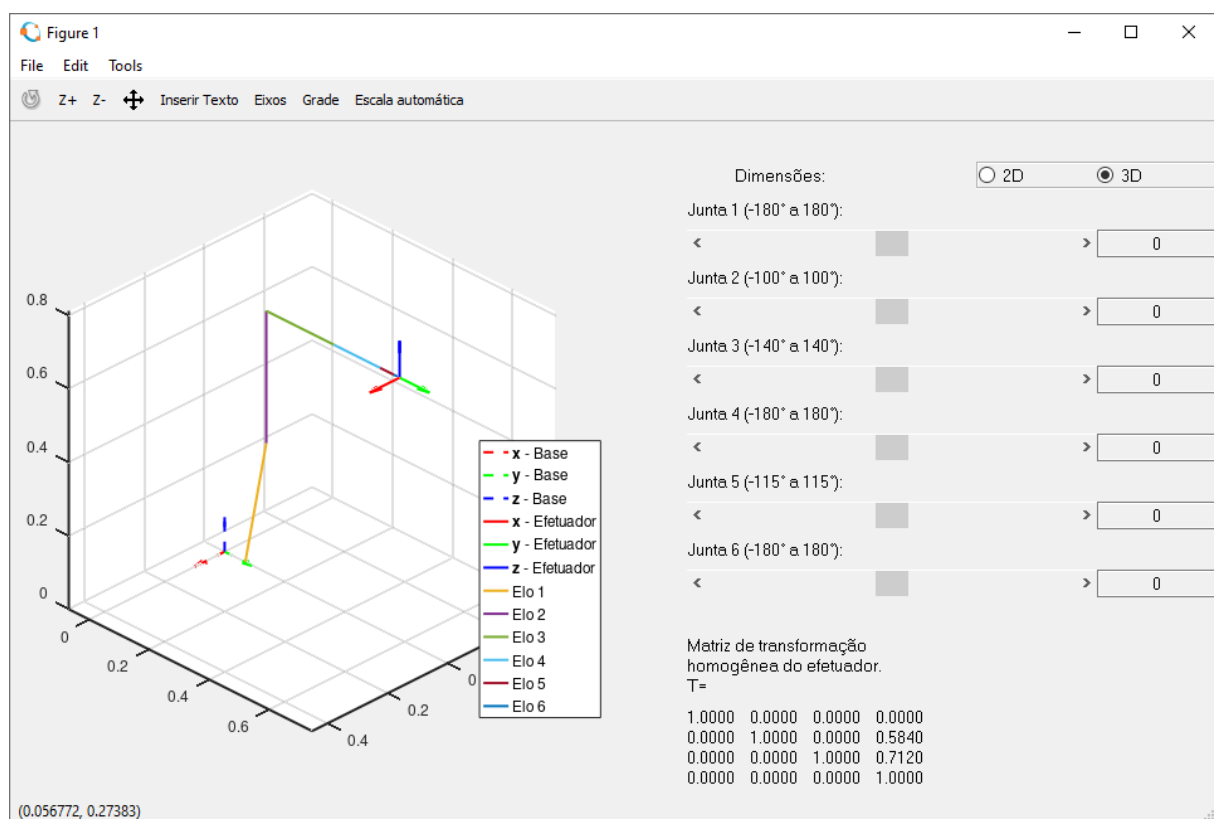 Figure 1
File Edit Tools
Z+ Z- Inserir Texto Eixos Grade Escala automática
Dimensões: 2D 3D
Junta 1 (-180° a 180°):
< > 0
Junta 2 (-100° a 100°):
< > 0
Junta 3 (-140° a 140°):
< > 0
Junta 4 (-180° a 180°):
< > 0
Junta 5 (-115° a 115°):
< > 0
Junta 6 (-180° a 180°):
< > 0
Matriz de transformação
homogênea do efetuador.
T=
1.0000 0.0000 0.0000 0.0000
0.0000 1.0000 0.0000 0.5840
0.0000 0.0000 1.0000 0.7120
0.0000 0.0000 0.0000 1.0000
0.8
0.6
0.4
0.2
0
0
0.2
0.4
0.6
0.4
0.2
0
x - Base
y - Base
z - Base
x - Efetuador
y - Efetuador
z - Efetuador
Elo 1
Elo 2
Elo 3
Elo 4
Elo 5
Elo 6
(0.056772, 0.27383)